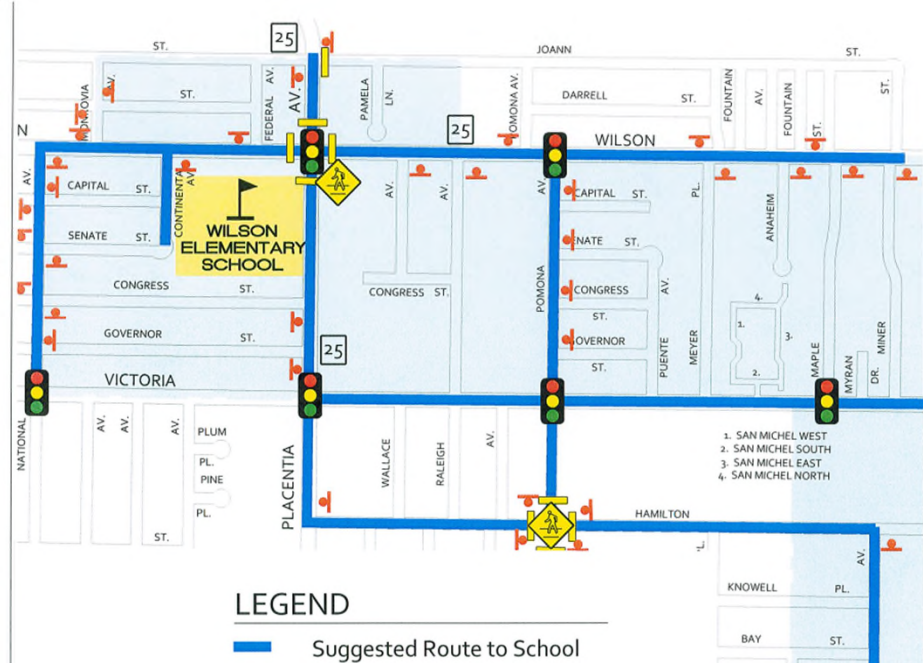 25
ST.
JOANN
ST.
MONROVIA
AV.
ST.
FEDERAL
AV.
AV.
PAMELA
LN.
POMONA AV.
DARRELL
ST.
FOUNTAIN
AV.
FOUNTAIN
ST.
ST.
N
25
WILSON
AV.
CAPITAL
ST.
CONTINENTAL
AV.
WILSON
ELEMENTARY
SCHOOL
SENATE
ST.
CONGRESS
ST.
GOVERNOR
ST.
AV.
AV.
CONGRESS ST.
AV.
POMONA
CAPITAL
ST.
SENATE
ST.
CONGRESS
ST.
GOVERNOR
ST.
PUENTE
AV.
MEYER
PL.
ANAHEIM
4.
1.
3.
2.
MAPLE
MYRAN
DR.
MINER
25
VICTORIA
NATIONAL
AV.
AV.
AV.
PLUM
PL.
PINE
PL.
ST.
PLACENTIA
WALLACE
RALEIGH
AV.
1. SAN MICHEL WEST
2. SAN MICHEL SOUTH
3. SAN MICHEL EAST
4. SAN MICHEL NORTH
HAMILTON
AV.
KNOWELL
PL.
BAY
ST.
LEGEND
Suggested Route to School